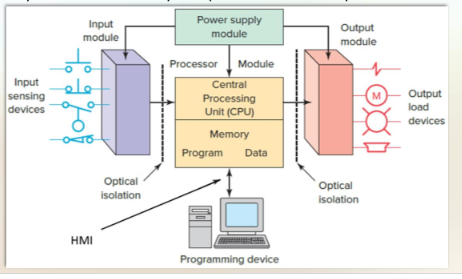 Power supply
module
Input
module
Output
module
Processor Module
Input
sensing
devices
Central
Processing
Unit (CPU)
Memory
Program Data
M
Output
load
devices
Optical
isolation
Optical
isolation
HMI
Programming device